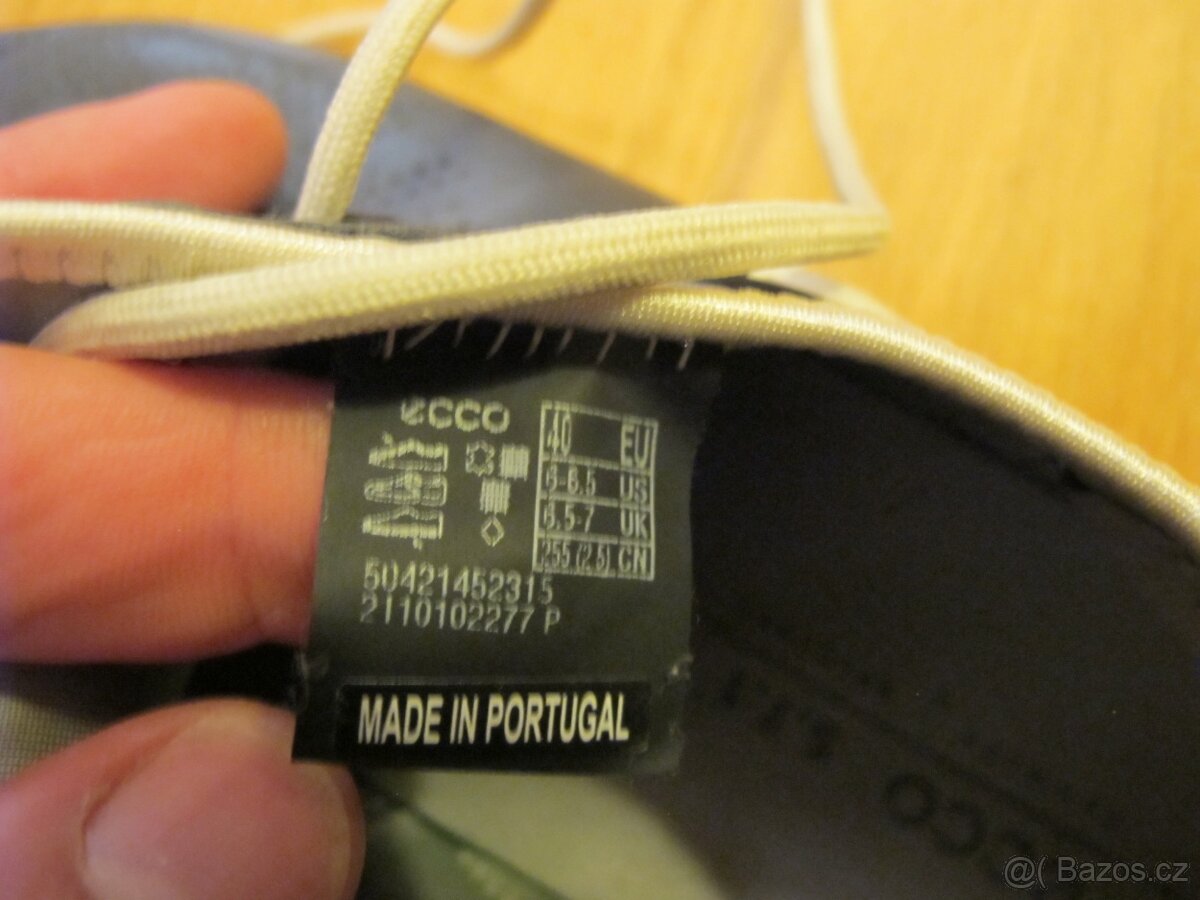 ecco
40 EU
6-6.5 US
6.5-7 UK
255 (2.5) CN
50421452315
2110102277 P
MADE IN PORTUGAL
CCO
@( Bazos.cz